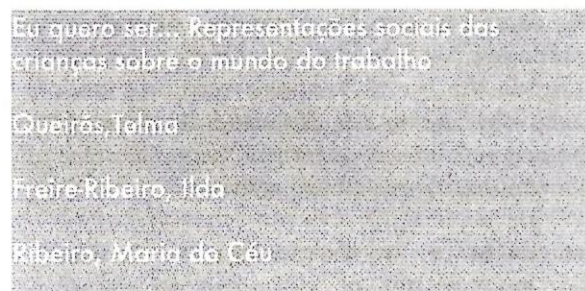 Eu quero ser... Representações sociais das
crianças sobre o mundo do trabalho
Queirós,Telma
Freire-Ribeiro, Ilda
Ribeiro, Maria do Céu